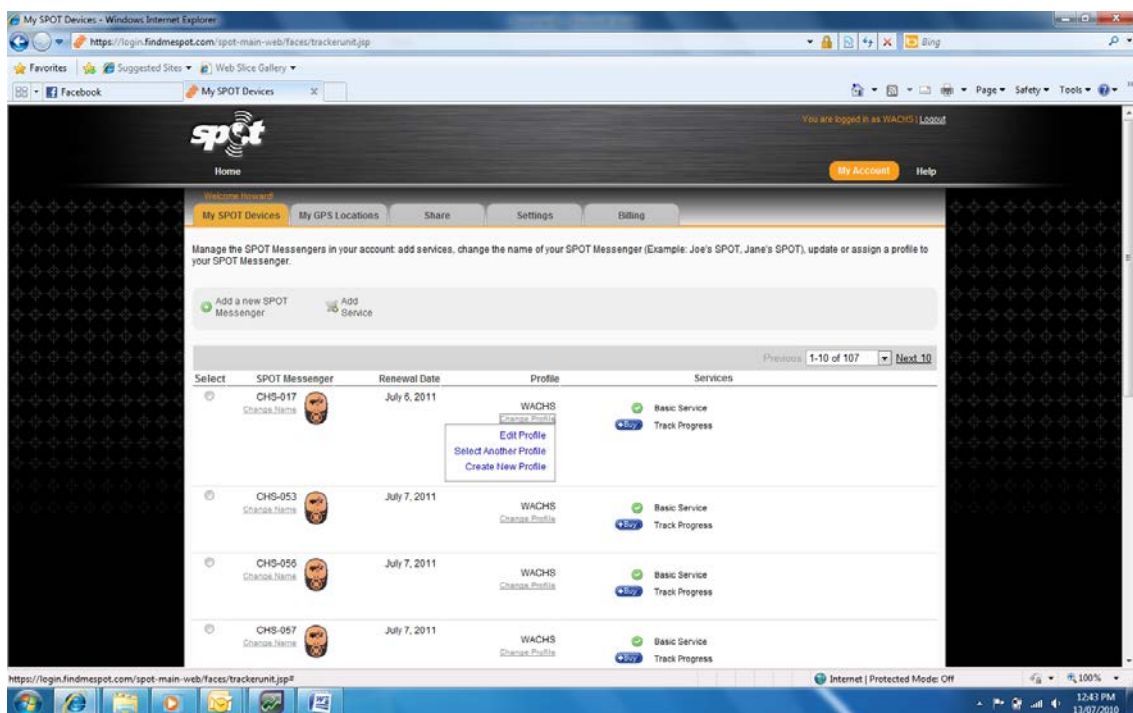 My SPOT Devices - Windows Internet Explorer
https://login.findmespot.com/spot-main-web/faces/trackerunit.jsp
Bing
Favorites Suggested Sites Web Slice Gallery
Facebook My SPOT Devices Page Safety Tools
spot
You are logged in as WACHS | Logout
Home My Account Help
Welcome Howard!
My SPOT Devices My GPS Locations Share Settings Billing
Manage the SPOT Messengers in your account: add services, change the name of your SPOT Messenger (Example: Joe's SPOT, Jane's SPOT), update or assign a profile to
your SPOT Messenger.
Add a new SPOT
Messenger
Add
Service
Previous 1-10 of 107 Next 10
Select SPOT Messenger Renewal Date Profile Services
CHS-017 July 6, 2011 WACHS Basic Service
Change Name Change Profile +Buy Track Progress
Edit Profile
Select Another Profile
Create New Profile
CHS-053 July 7, 2011 WACHS Basic Service
Change Name Change Profile +Buy Track Progress
CHS-056 July 7, 2011 WACHS Basic Service
Change Name Change Profile +Buy Track Progress
CHS-057 July 7, 2011 WACHS Basic Service
Change Name Change Profile +Buy Track Progress
https://login.findmespot.com/spot-main-web/faces/trackerunit.jsp# Internet | Protected Mode: Off 100%
12:43 PM
13/07/2010